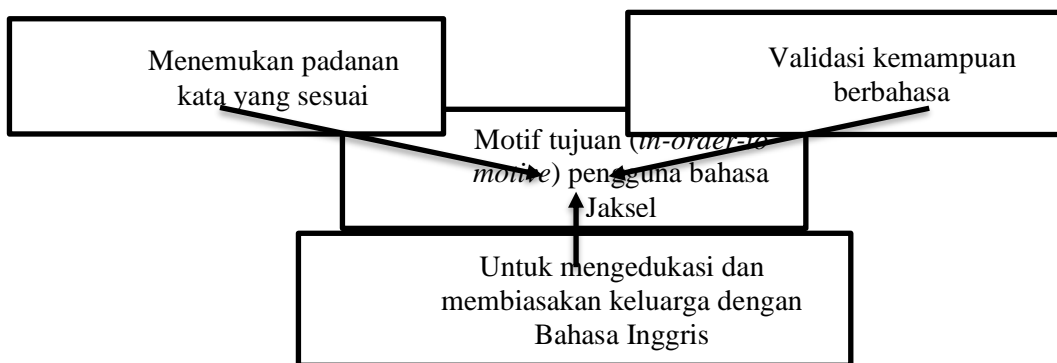 Menemukan padanan
kata yang sesuai
Validasi kemampuan
berbahasa
Motif tujuan (in-order-to
motive) pengguna bahasa
Jaksel
Untuk mengedukasi dan
membiasakan keluarga dengan
Bahasa Inggris